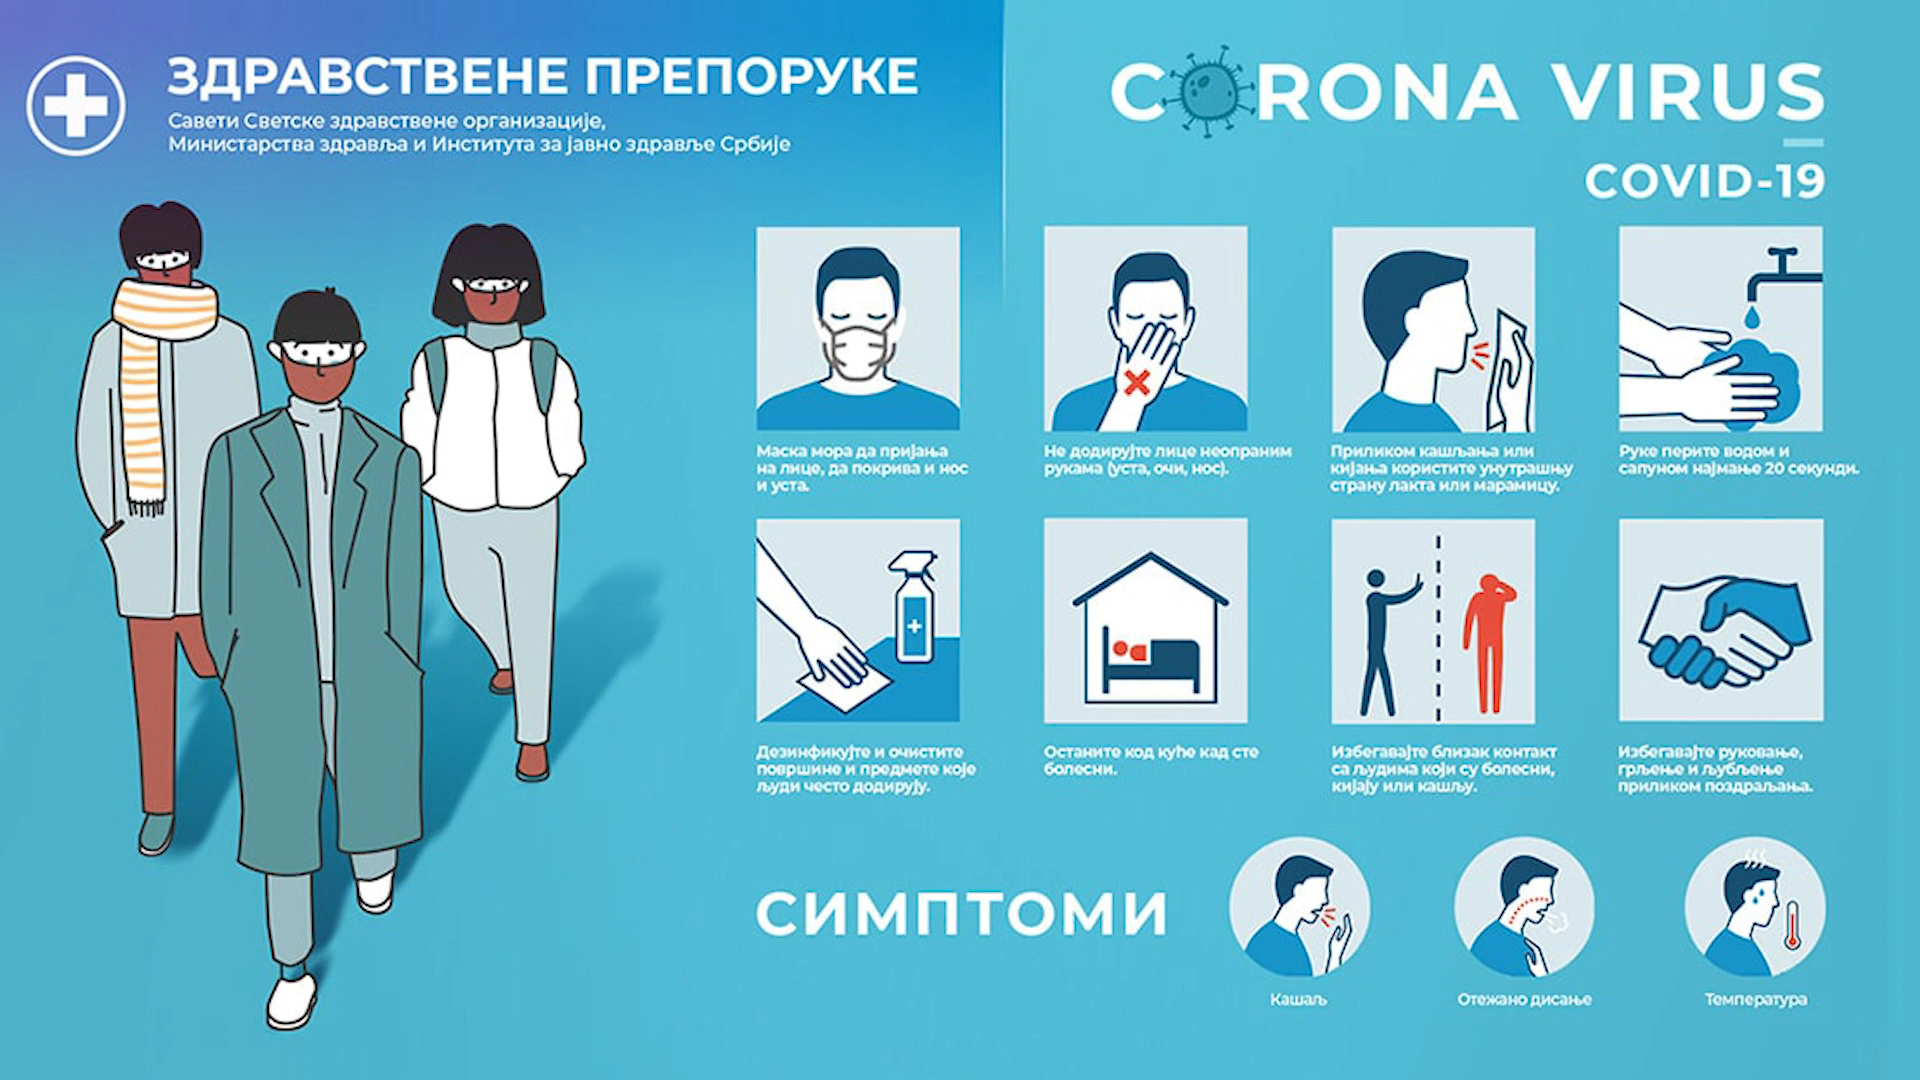 ЗДРАВСТВЕНЕ ПРЕПОРУКЕ
Савети Светске здравствене организације,
Министарства здравља и Института за јавно здравље Србије
CORONA VIRUS
COVID-19
Маска мора да пријања
на лице, да покрива и нос
и уста.
Не додирујте лице неопраним
рукама (уста, очи, нос).
Приликом кашљања или
кијања користите унутрашњу
страну лакта или марамицу.
Руке перите водом и
сапуном најмање 20 секунди.
Дезинфикујте и очистите
површине и предмете које
људи често додирују.
Останите код куће кад сте
болесни.
Избегавајте близак контакт
са људима који су болесни,
кијају или кашљу.
Избегавајте руковање,
грљење и љубљење
приликом поздраљања.
СИМПТОМИ
Кашаљ
Отежано дисање
Температура